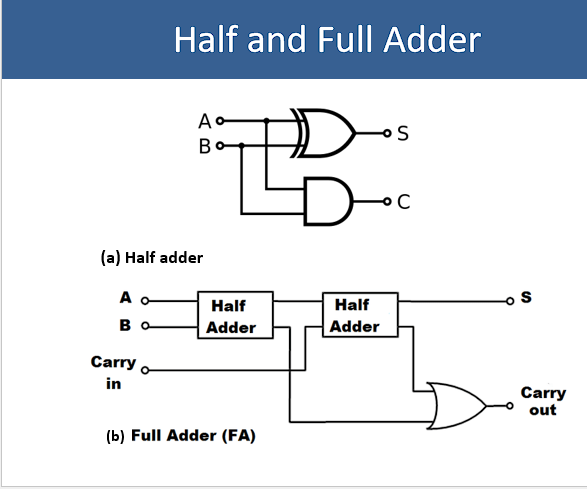 Half and Full Adder
A
S
B
C
(a) Half adder
A
Half
Adder
Half
Adder
S
B
Carry
in
Carry
out
(b) Full Adder (FA)